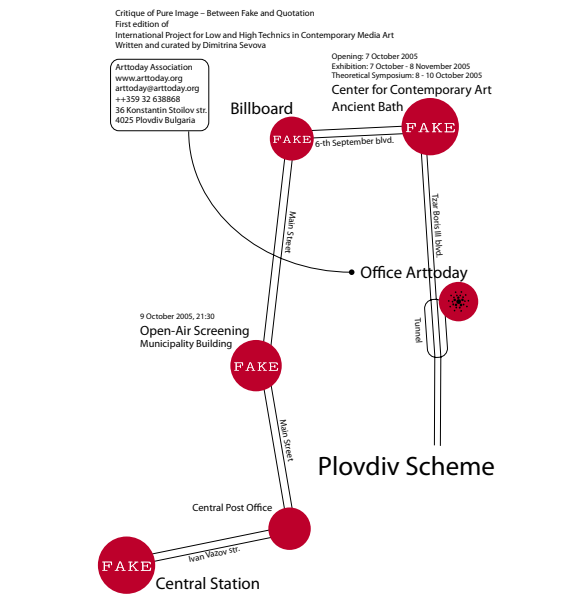 Critique of Pure Image – Between Fake and Quotation
First edition of
International Project for Low and High Technics in Contemporary Media Art
Written and curated by Dimitrina Sevova
Opening: 7 October 2005
Exhibition: 7 October - 8 November 2005
Theoretical Symposium: 8 - 10 October 2005
Center for Contemporary Art
Ancient Bath
Arttoday Association
www.arttoday.org
arttoday@arttoday.org
++359 32 638868
36 Konstantin Stoilov str.
4025 Plovdiv Bulgaria
Billboard
FAKE
FAKE
6-th September blvd.
Main Street
Tzar Boris III blvd.
Office Arttoday
9 October 2005, 21:30
Open-Air Screening
Municipality Building
Tunnel
FAKE
Main Street
Plovdiv Scheme
Central Post Office
Ivan Vazov str.
FAKE
Central Station